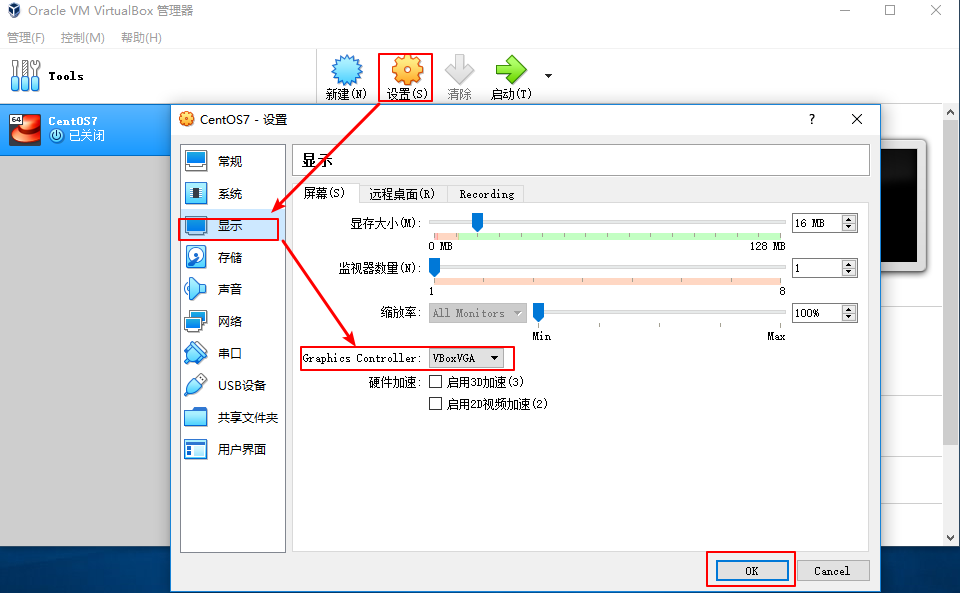 Oracle VM VirtualBox 管理器
管理(F) 控制(M) 帮助(H)
Tools
新建(N) 设置(S) 清除 启动(T)
64 CentOS7
已关闭
CentOS7 - 设置
常规
系统
显示
存储
声音
网络
串口
USB设备
共享文件夹
用户界面
显示
屏幕(S) 远程桌面(R) Recording
显存大小(M): 16 MB
0 MB 128 MB
监视器数量(N): 1
1 8
缩放率: All Monitors 100%
Min Max
Graphics Controller: VBoxVGA
硬件加速: 启用3D加速(3)
启用2D视频加速(2)
OK Cancel